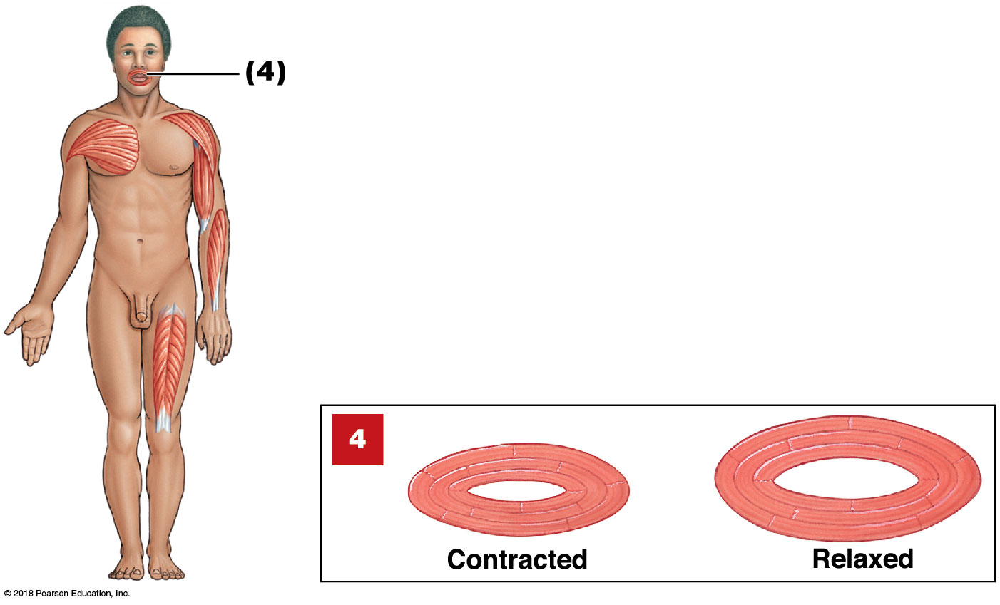 (4)
4
Contracted
Relaxed
© 2018 Pearson Education, Inc.